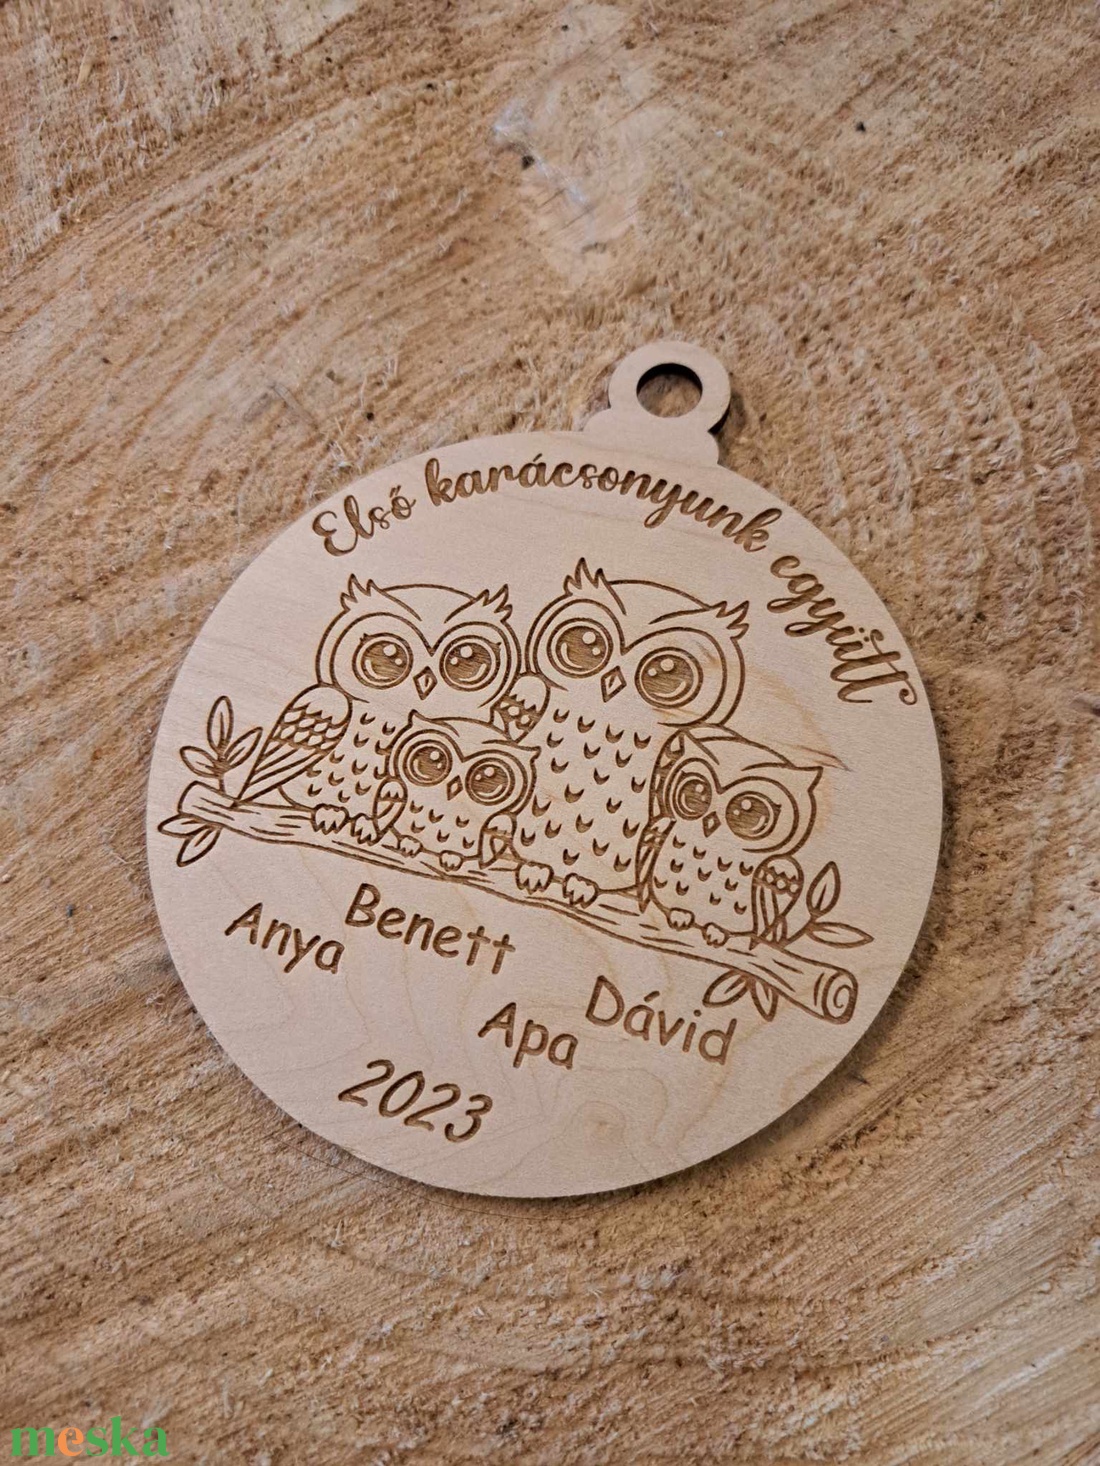 Első karácsonyunk együtt
Anya
Benett
Apa
Dávid
2023
meska